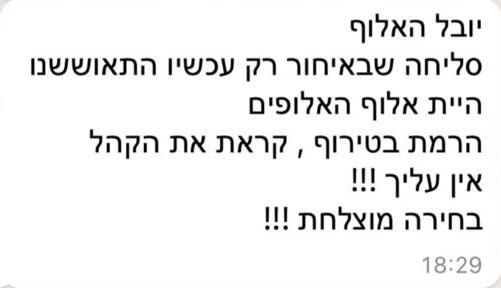 יובל האלוף
סליחה שבאיחור רק עכשיו התאוששנו
היית אלוף האלופים
הרמת בטירוף , קראת את הקהל
אין עליך !!!
בחירה מוצלחת !!!
18:29